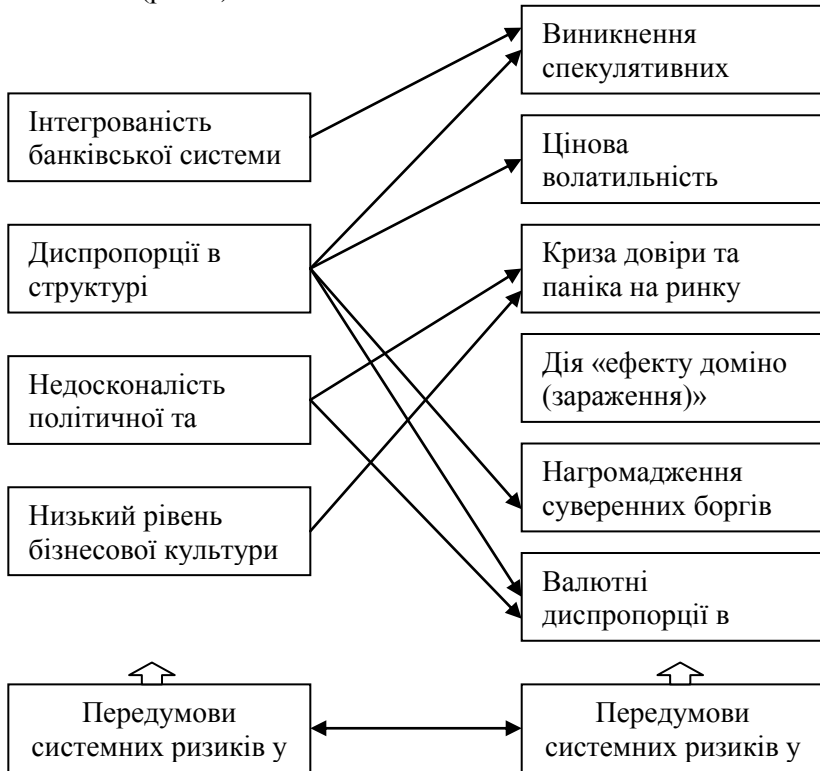 Виникнення
спекулятивних
Інтегрованість
банківської системи
Цінова
волатильність
Диспропорції в
структурі
Криза довіри та
паніка на ринку
Недосконалість
політичної та
Дія «ефекту доміно
(зараження)»
Низький рівень
бізнесової культури
Нагромадження
суверенних боргів
Валютні
диспропорції в
Передумови
системних ризиків у
Передумови
системних ризиків у